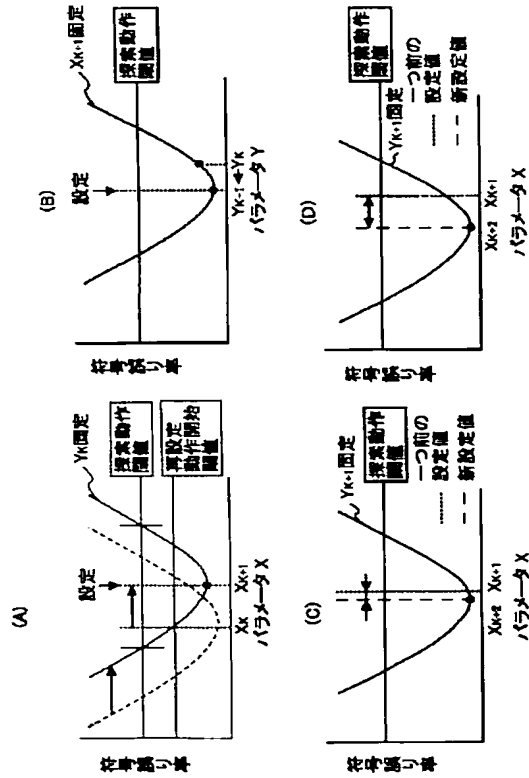 (A)
符号誤り率
YK固定
設定
探索動作
閾値
再設定
動作開始
閾値
XK
XK+1
パラメータX
(B)
符号誤り率
設定
XK+1固定
探索動作
閾値
YK-1
YK
パラメータY
(C)
符号誤り率
YK+1固定
探索動作
閾値
一つ前の
設定値
新設定値
XK+2
XK+1
パラメータX
(D)
符号誤り率
探索動作
閾値
YK+1固定
一つ前の
設定値
新設定値
XK+2
XK+1
パラメータX